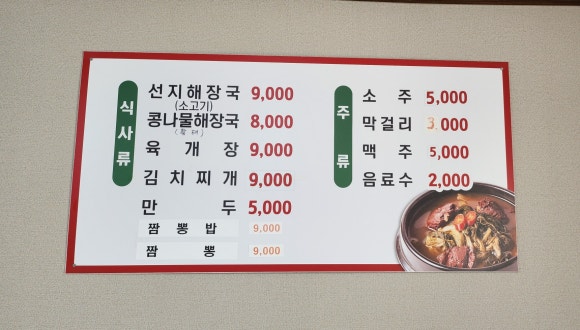 식사류
선지해장국 9,000
(소고기)
콩나물해장국 8,000
육개장 9,000
김치찌개 9,000
만두 5,000
짬뽕밥 9,000
짬뽕 9,000
주류
소주 5,000
막걸리 3,000
맥주 5,000
음료수 2,000